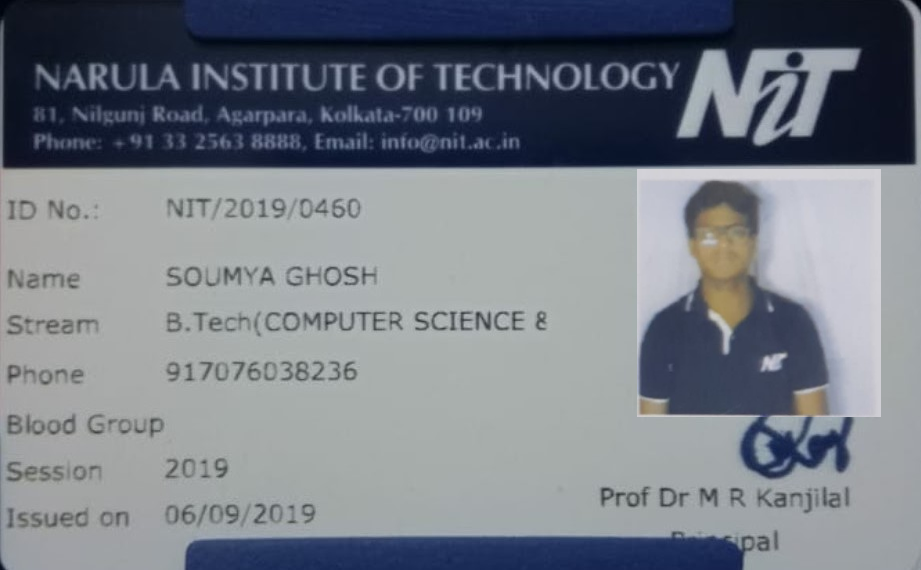 NARULA INSTITUTE OF TECHNOLOGY
NiT
81, Nilgunj Road, Agarpara, Kolkata-700 109
Phone: +91 33 2563 8888, Email: info@nit.ac.in
ID No.: NIT/2019/0460
Name SOUMYA GHOSH
Stream B.Tech(COMPUTER SCIENCE &
Phone 917076038236
NiT
Blood Group
Session 2019
Prof Dr M R Kanjilal
Issued on 06/09/2019
Principal